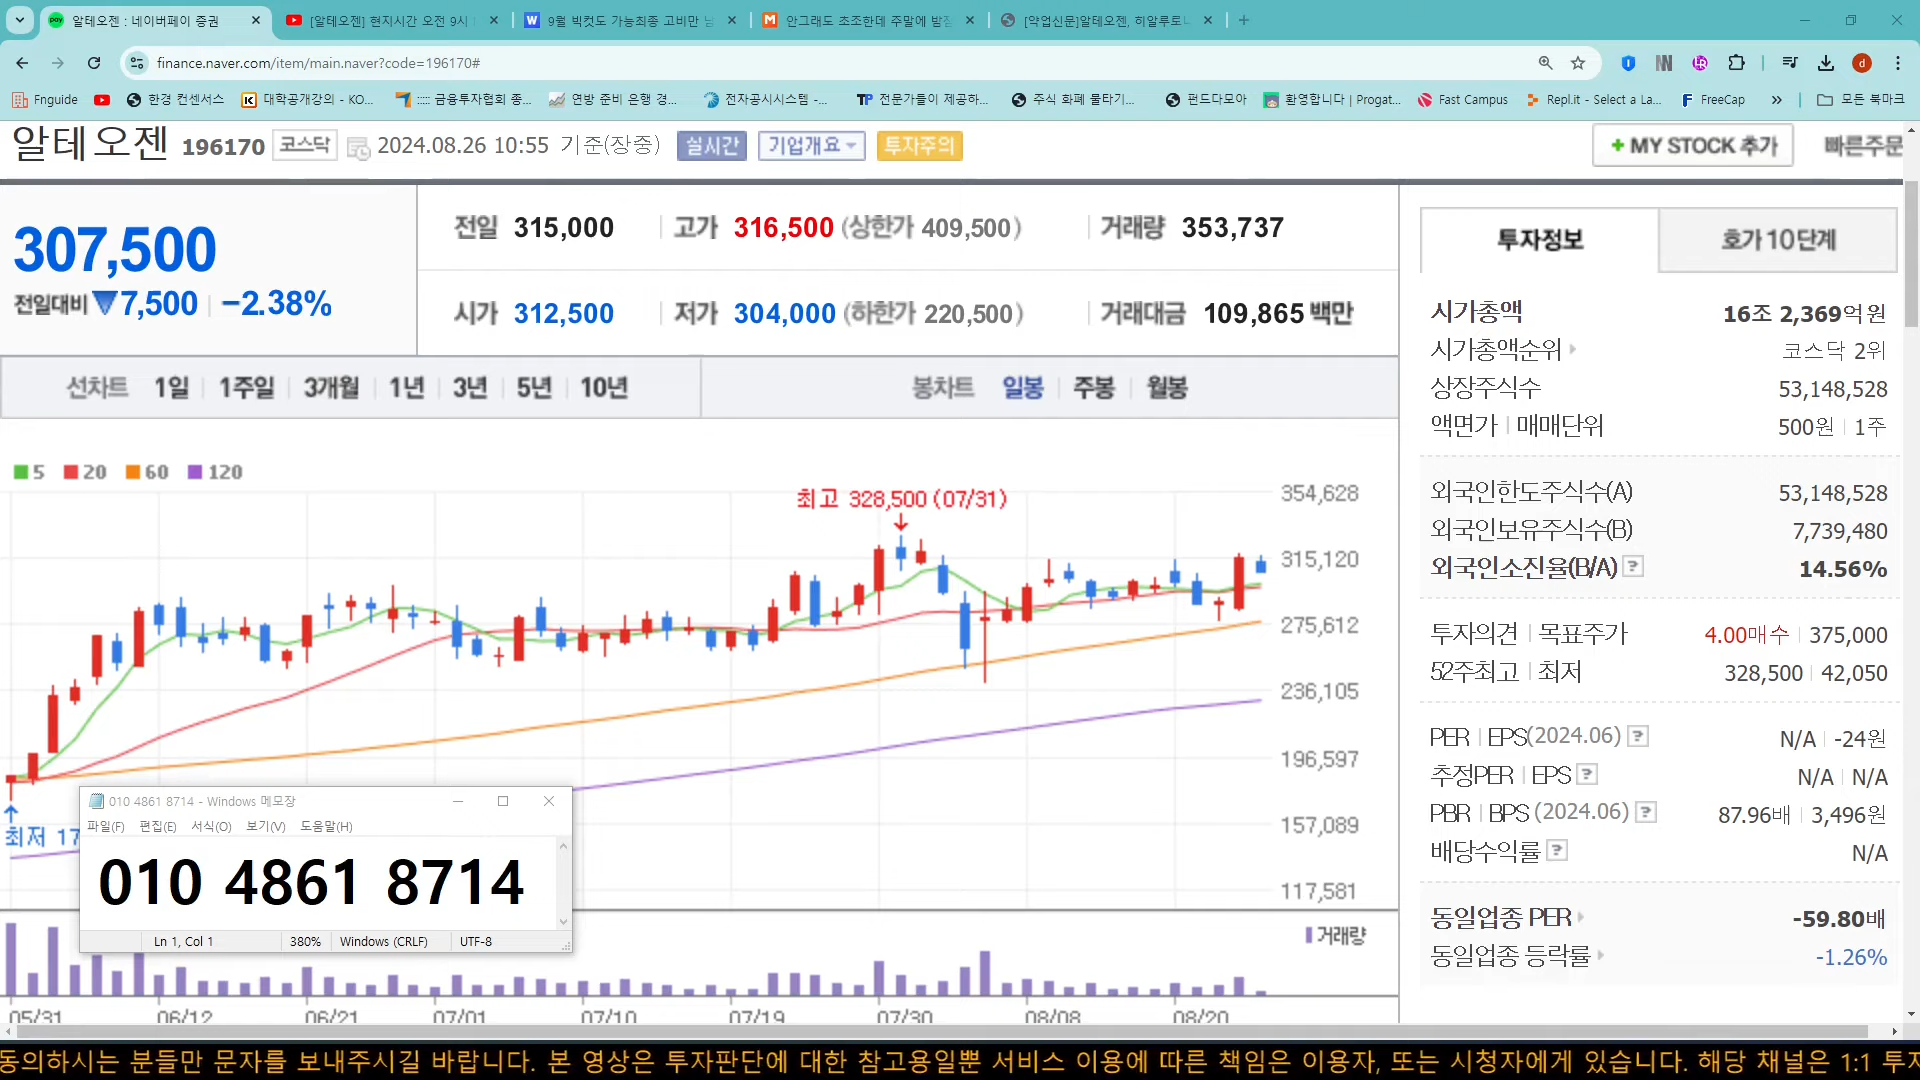 알테오젠 : 네이버페이 증권
[알테오젠] 현지시간 오전 9시
9월 빅컷도 가능최종 고비만 남
안그래도 초조한데 주말에 발전
[약업신문]알테오젠, 히알루로니
finance.naver.com/item/main.naver?code=196170#
Fnguide
한경 컨센서스
대학공개강의 - KO...
::::: 금융투자협회 종...
연방 준비 은행 경...
전자공시시스템 -...
전문가들이 제공하...
주식 화폐 물타기...
펀드다모아
환영합니다 | Progat...
Fast Campus
Repl.it - Select a La...
FreeCap
모든 북마크
알테오젠 196170 코스닥 2024.08.26 10:55 기준(장중) 실시간 기업개요 투자주의
+ MY STOCK 추가 빠른주문
307,500
전일대비 ▼7,500 −2.38%
전일 315,000 고가 316,500 (상한가 409,500) 거래량 353,737
시가 312,500 저가 304,000 (하한가 220,500) 거래대금 109,865 백만
선차트 1일 1주일 3개월 1년 3년 5년 10년
봉차트 일봉 주봉 월봉
5 20 60 120
최고 328,500 (07/31)
354,628
315,120
275,612
236,105
196,597
157,089
117,581
최저 17
거래량
05/31 06/12 06/21 07/01 07/10 07/19 07/30 08/08 08/20
010 4861 8714 - Windows 메모장
파일(F) 편집(E) 서식(O) 보기(V) 도움말(H)
010 4861 8714
Ln 1, Col 1 380% Windows (CRLF) UTF-8
투자정보 호가 10단계
시가총액 16조 2,369억원
시가총액순위 코스닥 2위
상장주식수 53,148,528
액면가 | 매매단위 500원 | 1주
외국인한도주식수(A) 53,148,528
외국인보유주식수(B) 7,739,480
외국인소진율(B/A) ? 14.56%
투자의견 | 목표주가 4.00매수 | 375,000
52주최고 | 최저 328,500 | 42,050
PER | EPS(2024.06) ? N/A | -24원
추정PER | EPS ? N/A | N/A
PBR | BPS (2024.06) ? 87.96배 | 3,496원
배당수익률 ? N/A
동일업종 PER -59.80배
동일업종 등락률 -1.26%
동의하시는 분들만 문자를 보내주시길 바랍니다. 본 영상은 투자판단에 대한 참고용일뿐 서비스 이용에 따른 책임은 이용자, 또는 시청자에게 있습니다. 해당 채널은 1:1 투자